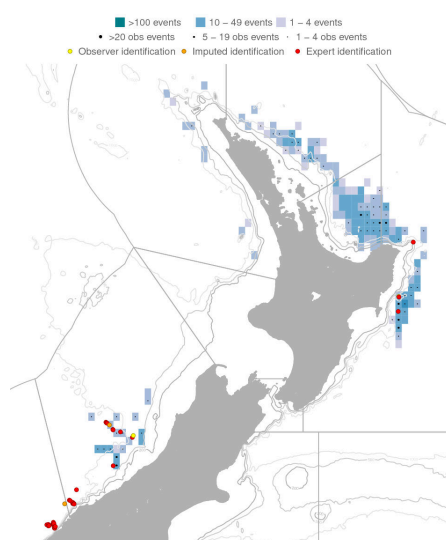 >100 events 10 – 49 events 1 – 4 events
>20 obs events 5 – 19 obs events 1 – 4 obs events
Observer identification Imputed identification Expert identification